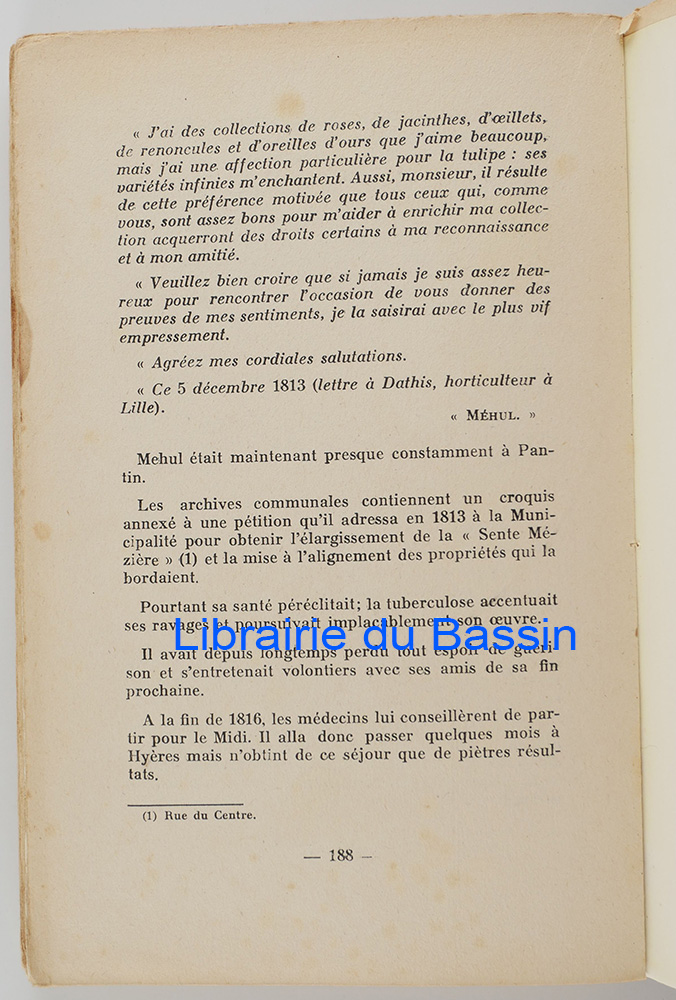 « J'ai des collections de roses, de jacinthes, d'œillets,
de renoncules et d'oreilles d'ours que j'aime beaucoup,
mais j'ai une affection particulière pour la tulipe : ses
variétés infinies m'enchantent. Aussi, monsieur, il résulte
de cette préférence motivée que tous ceux qui, comme
vous, sont assez bons pour m'aider à enrichir ma collec-
tion acquerront des droits certains à ma reconnaissance
et à mon amitié.
« Veuillez bien croire que si jamais je suis assez heu-
reux pour rencontrer l'occasion de vous donner des
preuves de mes sentiments, je la saisirai avec le plus vif
empressement.
« Agréez mes cordiales salutations.
« Ce 5 décembre 1813 (lettre à Dathis, horticulteur à
Lille).
« MÉHUL. »
Mehul était maintenant presque constamment à Pan-
tin.
Les archives communales contiennent un croquis
annexé à une pétition qu'il adressa en 1813 à la Muni-
cipalité pour obtenir l'élargissement de la « Sente Mé-
zière » (1) et la mise à l'alignement des propriétés qui la
bordaient.
Pourtant sa santé péréclitait; la tuberculose accentuait
ses ravages et poursuivait implacablement son œuvre.
Librairie du Bassin
Il avait depuis longtemps perdu tout espoir de guéri-
son et s'entretenait volontiers avec ses amis de sa fin
prochaine.
A la fin de 1816, les médecins lui conseillèrent de par-
tir pour le Midi. Il alla donc passer quelques mois à
Hyères mais n'obtint de ce séjour que de piètres résul-
tats.
(1) Rue du Centre.
— 188 —